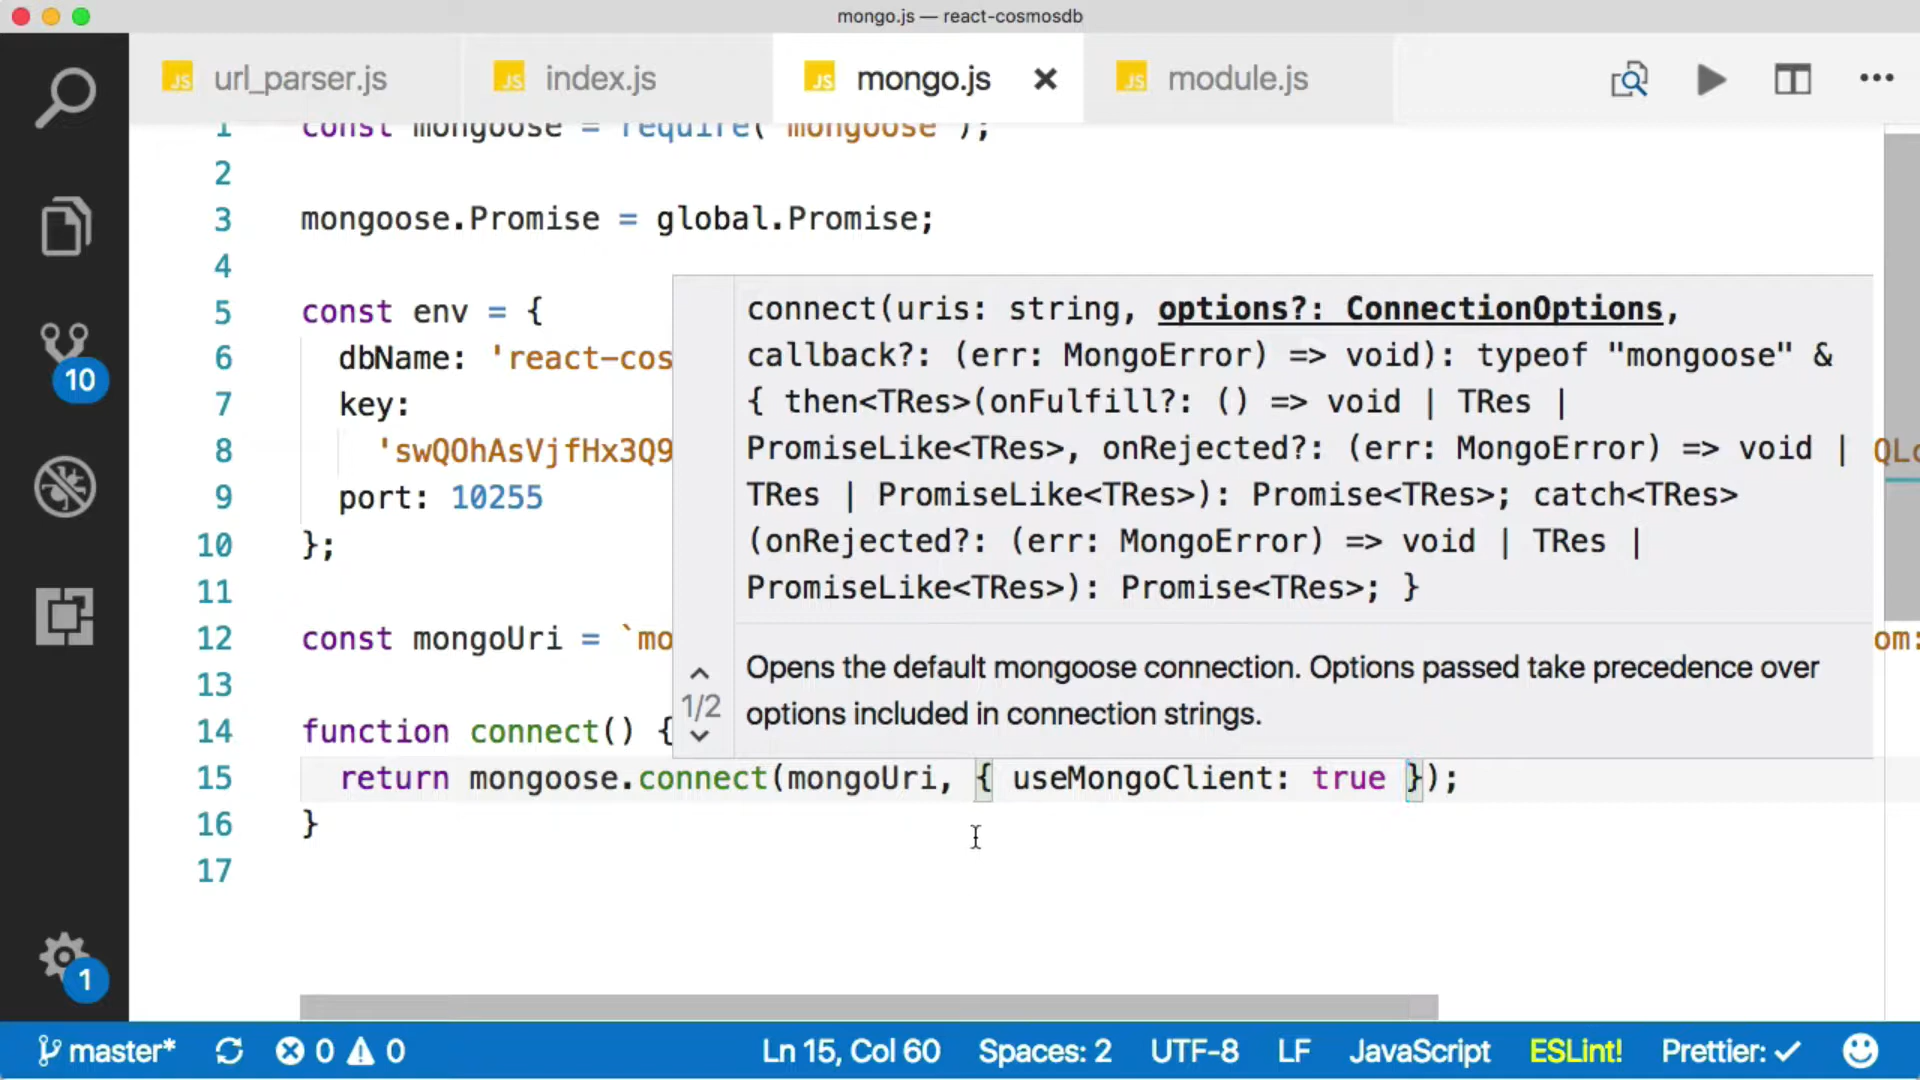 mongo.js — react-cosmosdb
url_parser.js
index.js
mongo.js
module.js
1 const mongoose = require('mongoose');
2
3 mongoose.Promise = global.Promise;
4
5 const env = {
6 dbName: 'react-cos
7 key:
8 'swQOhAsVjfHx3Q9
9 port: 10255
10 };
11
12 const mongoUri = `mo
om:
13
14 function connect() {
15 return mongoose.connect(mongoUri, { useMongoClient: true });
16 }
17
connect(uris: string, options?: ConnectionOptions,
callback?: (err: MongoError) => void): typeof "mongoose" &
{ then<TRes>(onFulfill?: () => void | TRes |
PromiseLike<TRes>, onRejected?: (err: MongoError) => void |
TRes | PromiseLike<TRes>): Promise<TRes>; catch<TRes>
(onRejected?: (err: MongoError) => void | TRes |
PromiseLike<TRes>): Promise<TRes>; }
1/2
Opens the default mongoose connection. Options passed take precedence over
options included in connection strings.
10
1
master*
0
0
Ln 15, Col 60
Spaces: 2
UTF-8
LF
JavaScript
ESLint!
Prettier: ✓